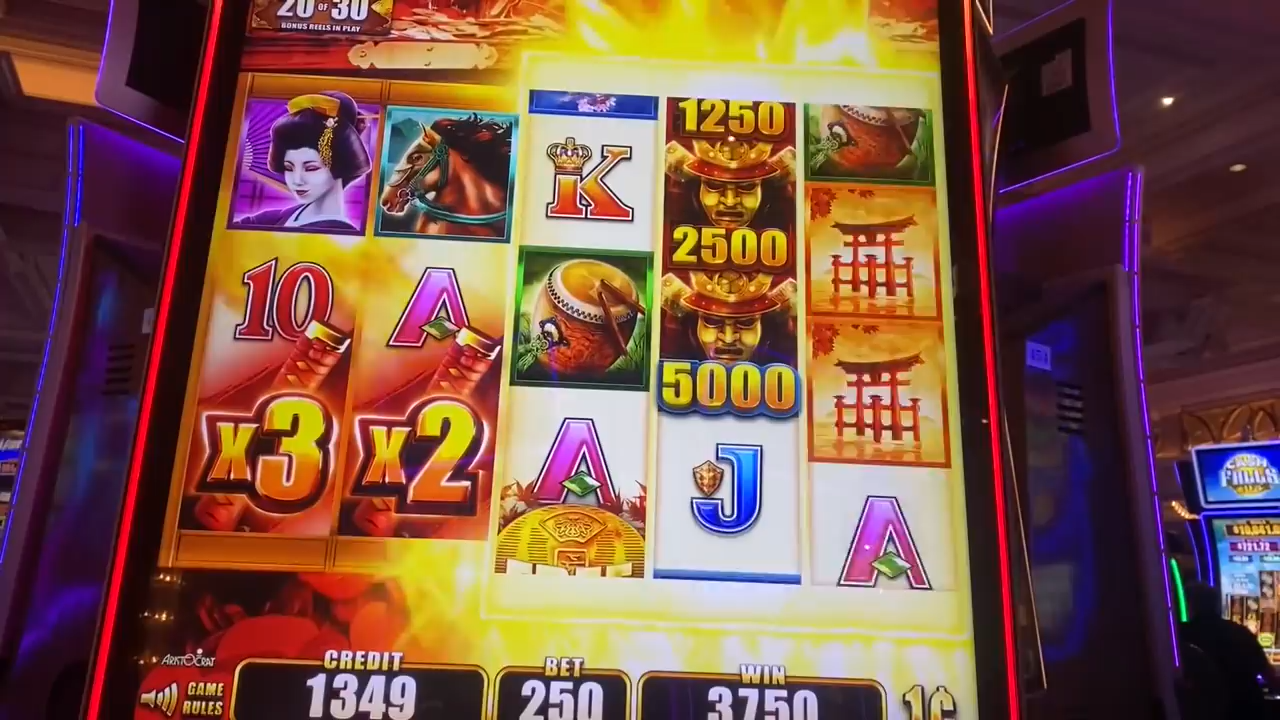 20 OF 30
BONUS REELS IN PLAY
K
1250
2500
5000
10
A
x3
x2
A
J
A
ARISTOCRAT
GAME
RULES
CREDIT
1349
BET
250
WIN
3750
1¢
CASH